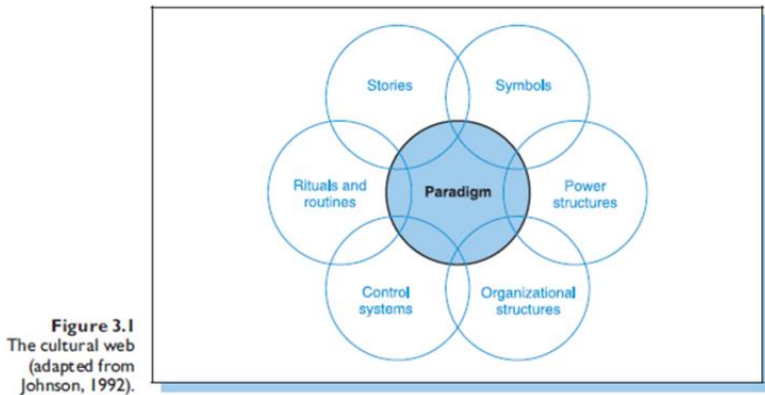 Stories
Symbols
Rituals and
routines
Paradigm
Power
structures
Control
systems
Organizational
structures
Figure 3.1
The cultural web
(adapted from
Johnson, 1992).